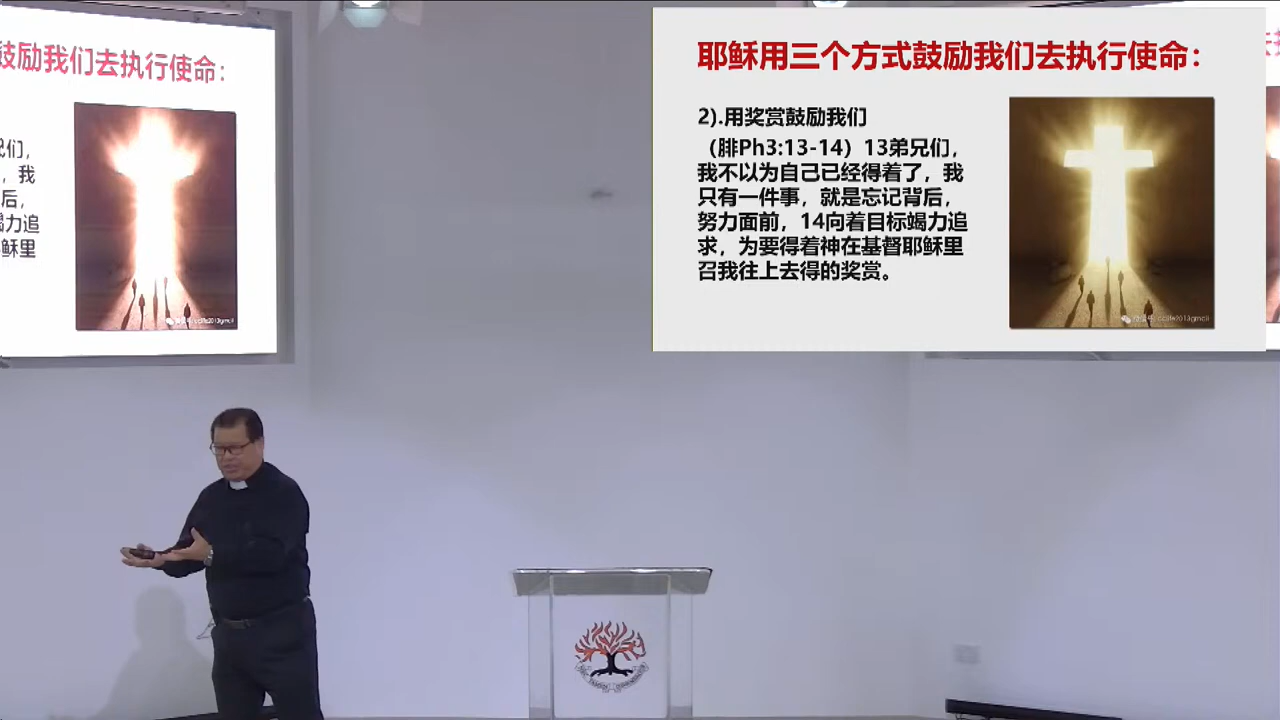 鼓励我们去执行使命：
们，
，我
后，
竭力追
稣里
耶稣用三个方式鼓励我们去执行使命：
2).用奖赏鼓励我们
（腓Ph3:13-14）13弟兄们，
我不以为自己已经得着了，我
只有一件事，就是忘记背后，
努力面前，14向着目标竭力追
求，为要得着神在基督耶稣里
召我往上去得的奖赏。